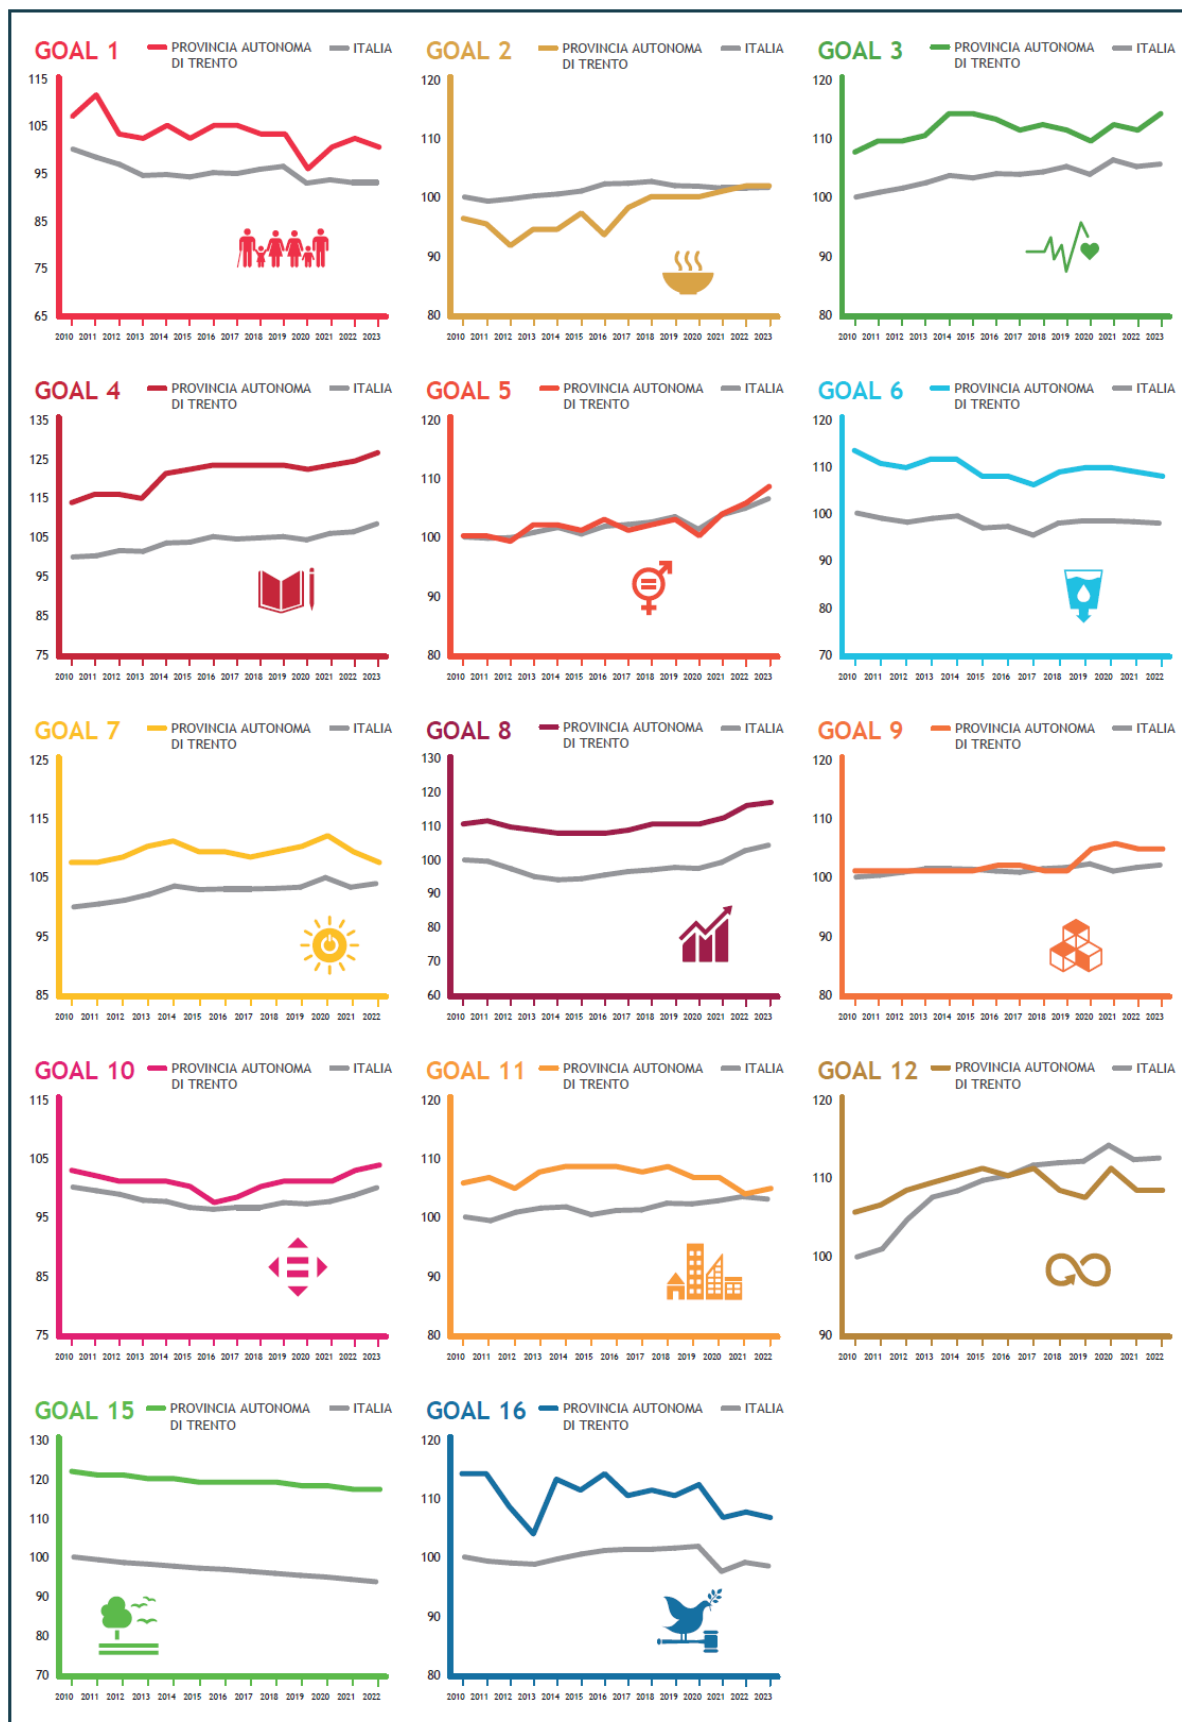 GOAL 1 PROVINCIA AUTONOMA DI TRENTO ITALIA
115
105
95
85
75
65
2010 2011 2012 2013 2014 2015 2016 2017 2018 2019 2020 2021 2022 2023
GOAL 2 PROVINCIA AUTONOMA DI TRENTO ITALIA
120
110
100
90
80
2010 2011 2012 2013 2014 2015 2016 2017 2018 2019 2020 2021 2022 2023
GOAL 3 PROVINCIA AUTONOMA DI TRENTO ITALIA
120
110
100
90
80
2010 2011 2012 2013 2014 2015 2016 2017 2018 2019 2020 2021 2022 2023
GOAL 4 PROVINCIA AUTONOMA DI TRENTO ITALIA
135
125
115
105
95
85
75
2010 2011 2012 2013 2014 2015 2016 2017 2018 2019 2020 2021 2022 2023
GOAL 5 PROVINCIA AUTONOMA DI TRENTO ITALIA
120
110
100
90
80
2010 2011 2012 2013 2014 2015 2016 2017 2018 2019 2020 2021 2022 2023
GOAL 6 PROVINCIA AUTONOMA DI TRENTO ITALIA
120
110
100
90
80
70
2010 2011 2012 2013 2014 2015 2016 2017 2018 2019 2020 2021 2022
GOAL 7 PROVINCIA AUTONOMA DI TRENTO ITALIA
125
115
105
95
85
2010 2011 2012 2013 2014 2015 2016 2017 2018 2019 2020 2021 2022
GOAL 8 PROVINCIA AUTONOMA DI TRENTO ITALIA
130
120
110
100
90
80
70
60
2010 2011 2012 2013 2014 2015 2016 2017 2018 2019 2020 2021 2022 2023
GOAL 9 PROVINCIA AUTONOMA DI TRENTO ITALIA
120
110
100
90
80
2010 2011 2012 2013 2014 2015 2016 2017 2018 2019 2020 2021 2022 2023
GOAL 10 PROVINCIA AUTONOMA DI TRENTO ITALIA
115
105
95
85
75
2010 2011 2012 2013 2014 2015 2016 2017 2018 2019 2020 2021 2022 2023
GOAL 11 PROVINCIA AUTONOMA DI TRENTO ITALIA
120
110
100
90
80
2010 2011 2012 2013 2014 2015 2016 2017 2018 2019 2020 2021 2022
GOAL 12 PROVINCIA AUTONOMA DI TRENTO ITALIA
120
110
100
90
2010 2011 2012 2013 2014 2015 2016 2017 2018 2019 2020 2021 2022
GOAL 15 PROVINCIA AUTONOMA DI TRENTO ITALIA
130
120
110
100
90
80
70
2010 2011 2012 2013 2014 2015 2016 2017 2018 2019 2020 2021 2022
GOAL 16 PROVINCIA AUTONOMA DI TRENTO ITALIA
120
110
100
90
80
2010 2011 2012 2013 2014 2015 2016 2017 2018 2019 2020 2021 2022 2023